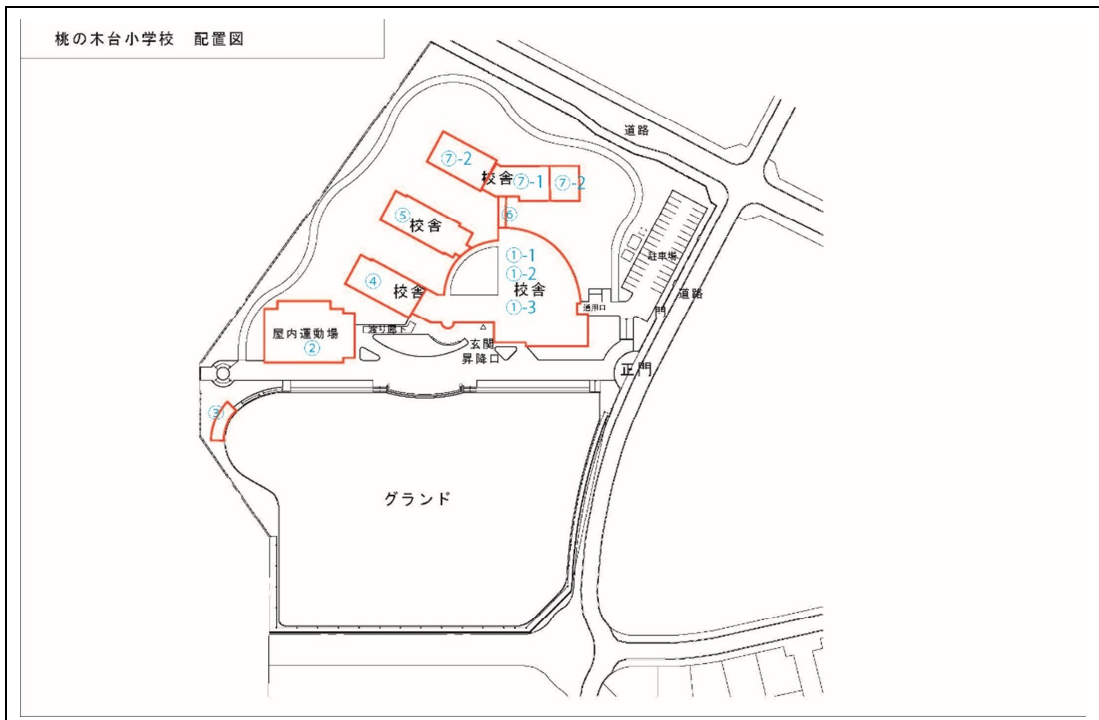 桃の木台小学校　配置図
道路
⑦-2
校舎
⑦-1
⑦-2
⑤
校舎
⑥
①-1
①-2
校舎
①-3
④
校舎
駐車場
道路
通用口
門
屋内運動場
②
渡り廊下
玄関
昇降口
正門
③
グランド